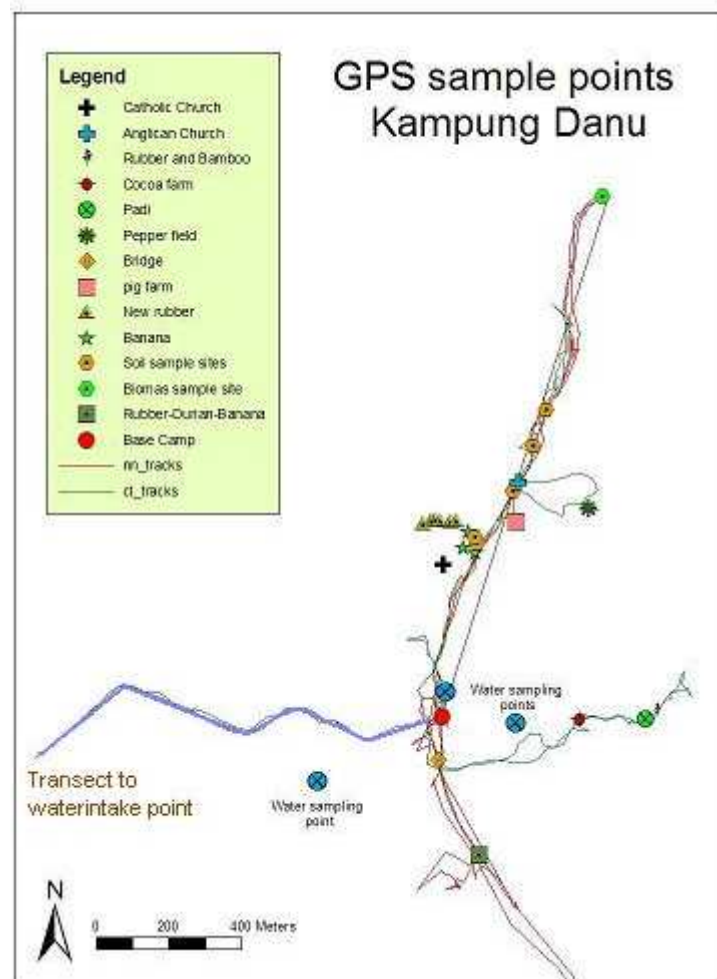 GPS sample points
Kampung Danu
Legend
Catholic Church
Anglican Church
Rubber and Bamboo
Cocoa farm
Padi
Pepper field
Bridge
pig farm
New rubber
Banana
Soil sample sites
Biomas sample site
Rubber-Durian-Banana
Base Camp
nn_tracks
ct_tracks
Water sampling
points
Transect to
waterintake point
Water sampling
point
N
0 200 400 Meters